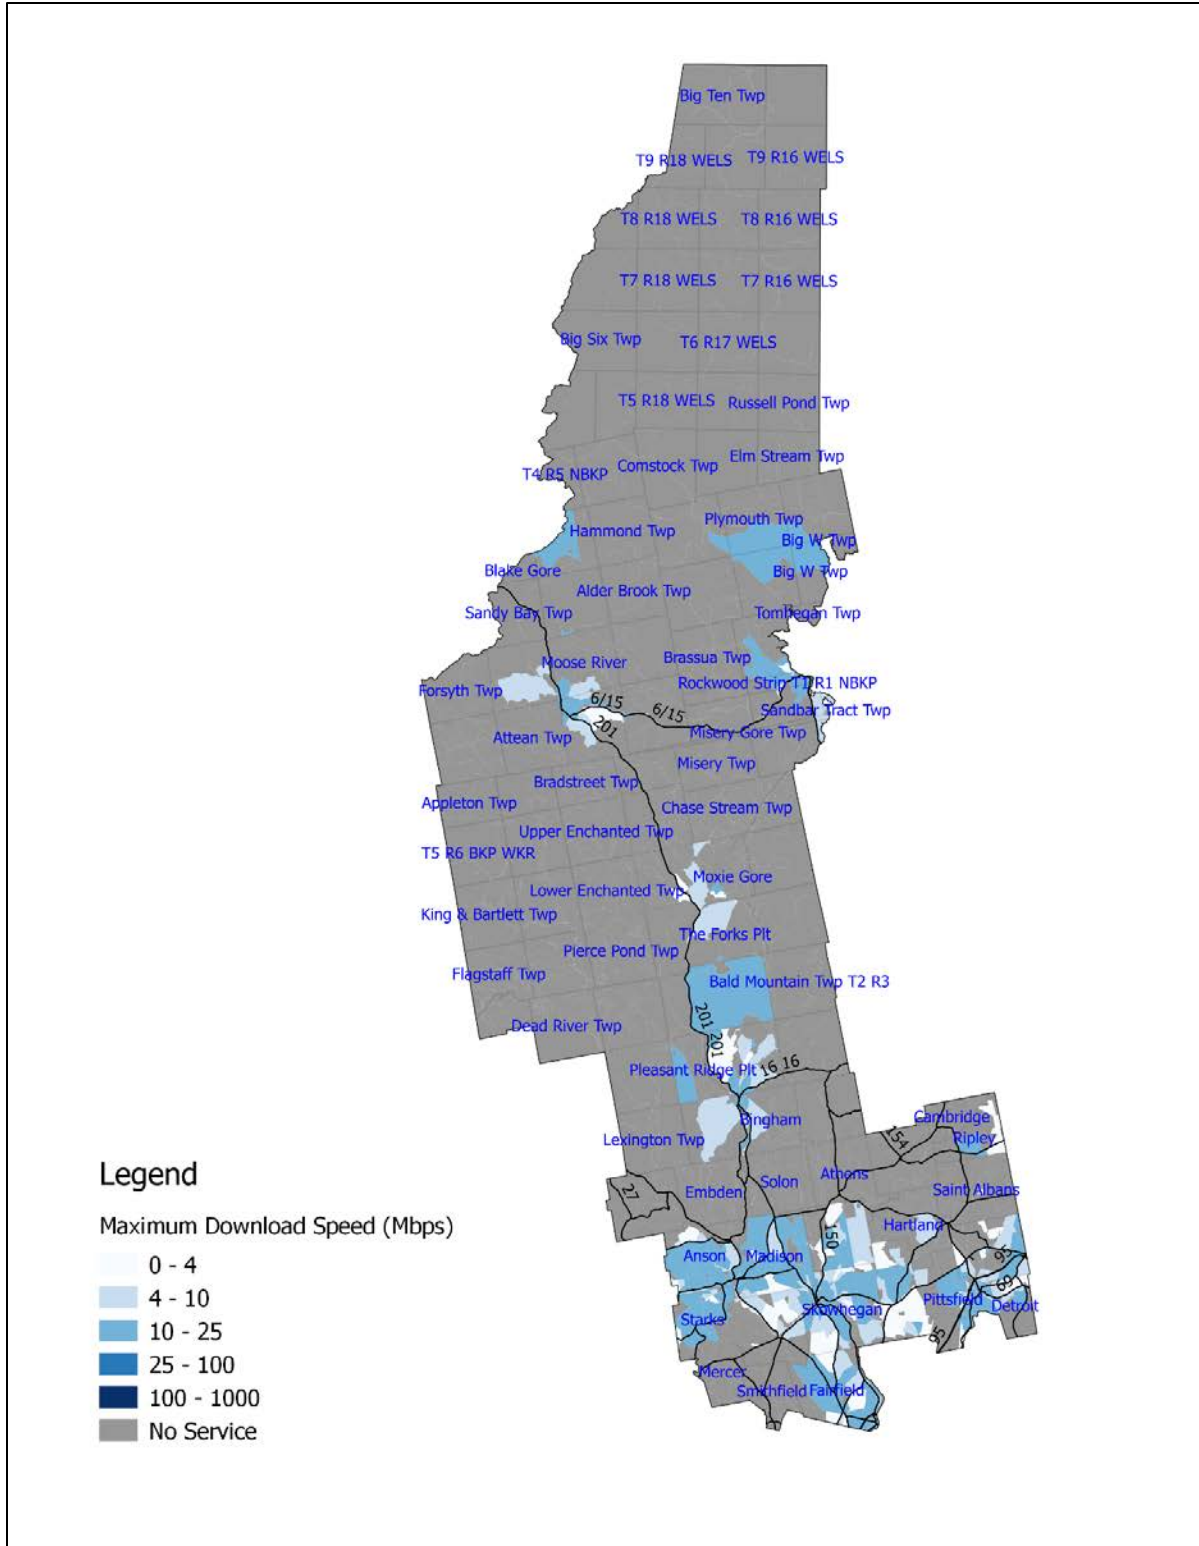 Big Ten Twp
T9 R18 WELS
T9 R16 WELS
T8 R18 WELS
T8 R16 WELS
T7 R18 WELS
T7 R16 WELS
Big Six Twp
T6 R17 WELS
T5 R18 WELS
Russell Pond Twp
Elm Stream Twp
Comstock Twp
T4 R5 NBKP
Plymouth Twp
Hammond Twp
Big W Twp
Blake Gore
Big W Twp
Alder Brook Twp
Sandy Bay Twp
Tomhegan Twp
Moose River
Brassua Twp
Forsyth Twp
Rockwood Strip T1 R1 NBKP
6/15
6/15
Sandbar Tract Twp
201
Attean Twp
Misery Gore Twp
Misery Twp
Bradstreet Twp
Appleton Twp
Chase Stream Twp
Upper Enchanted Twp
T5 R6 BKP WKR
Moxie Gore
Lower Enchanted Twp
King & Bartlett Twp
The Forks Plt
Pierce Pond Twp
Flagstaff Twp
Bald Mountain Twp T2 R3
201
201
Dead River Twp
Pleasant Ridge Plt
16 16
Bingham
Cambridge
154
Ripley
Lexington Twp
Athens
Solon
Saint Albans
27
Embden
Hartland
150
Anson
Madison
95
69
Pittsfield
Detroit
Skowhegan
Starks
95
Mercer
Smithfield
Fairfield
Legend
Maximum Download Speed (Mbps)
0 - 4
4 - 10
10 - 25
25 - 100
100 - 1000
No Service